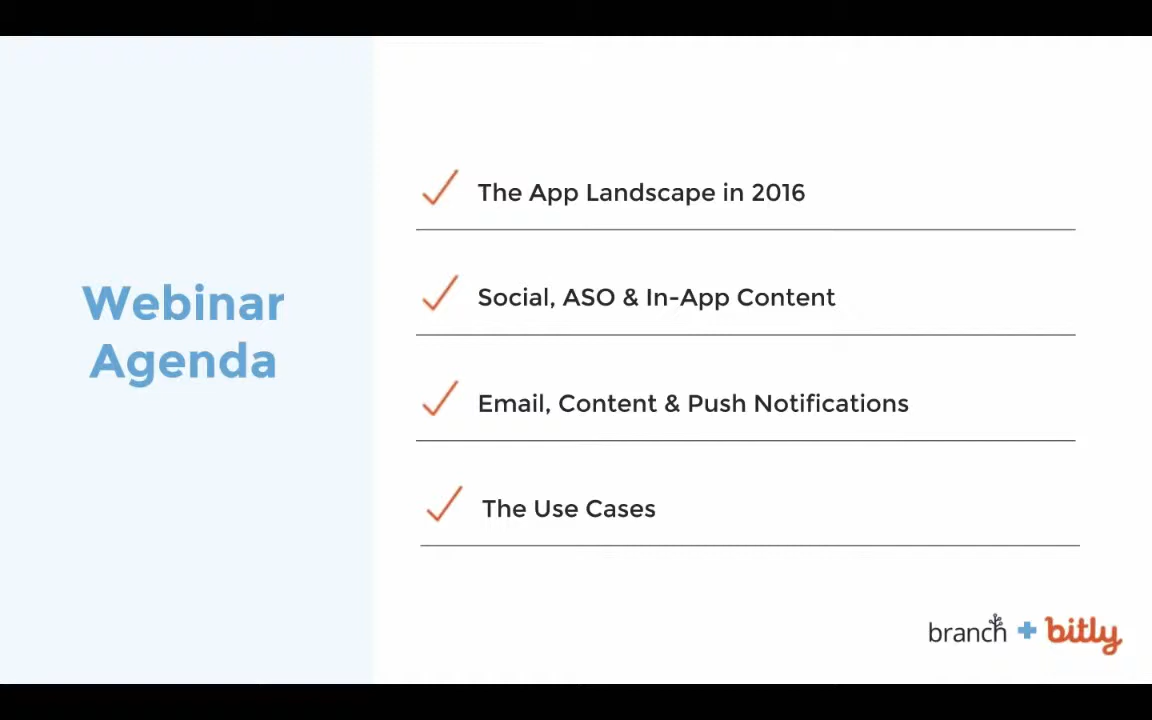 Webinar
Agenda
The App Landscape in 2016
Social, ASO & In-App Content
Email, Content & Push Notifications
The Use Cases
branch + bitly